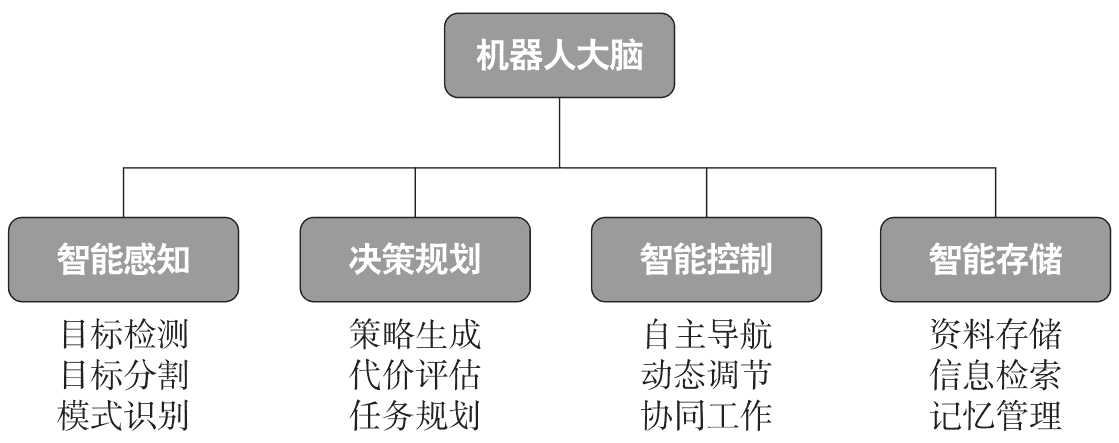 机器人大脑
智能感知
决策规划
智能控制
智能存储
目标检测
目标分割
模式识别
策略生成
代价评估
任务规划
自主导航
动态调节
协同工作
资料存储
信息检索
记忆管理